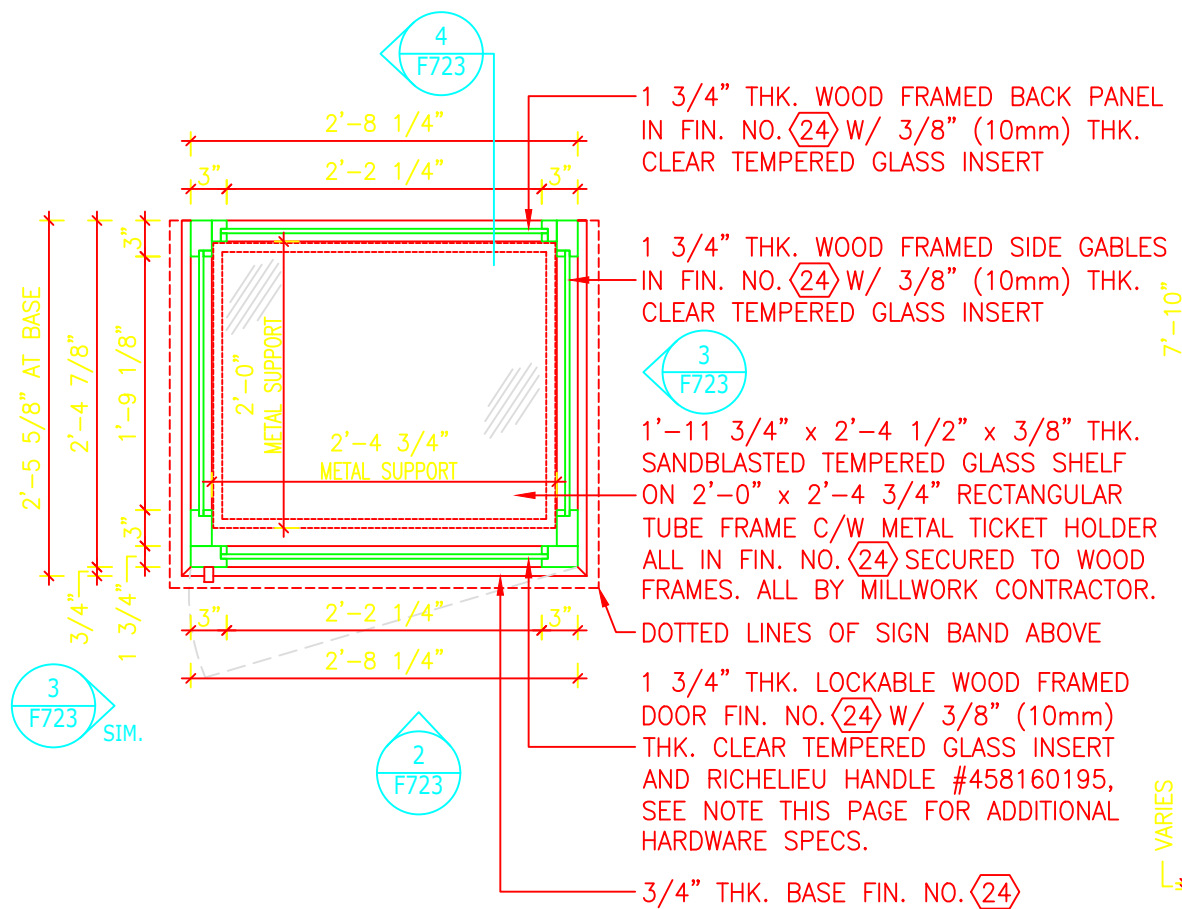 4
F723
2'-8 1/4"
3" 2'-2 1/4" 3"
1 3/4" THK. WOOD FRAMED BACK PANEL
IN FIN. NO. 24 W/ 3/8" (10mm) THK.
CLEAR TEMPERED GLASS INSERT
1 3/4" THK. WOOD FRAMED SIDE GABLES
IN FIN. NO. 24 W/ 3/8" (10mm) THK.
CLEAR TEMPERED GLASS INSERT
7'-10"
2'-5 5/8" AT BASE
2'-4 7/8"
3"
1'-9 1/8"
3"
3/4"
1 3/4"
2'-0"
METAL SUPPORT
2'-4 3/4"
METAL SUPPORT
3
F723
1'-11 3/4" x 2'-4 1/2" x 3/8" THK.
SANDBLASTED TEMPERED GLASS SHELF
ON 2'-0" x 2'-4 3/4" RECTANGULAR
TUBE FRAME C/W METAL TICKET HOLDER
ALL IN FIN. NO. 24 SECURED TO WOOD
FRAMES. ALL BY MILLWORK CONTRACTOR.
3" 2'-2 1/4" 3"
2'-8 1/4"
DOTTED LINES OF SIGN BAND ABOVE
3
F723
SIM.
2
F723
1 3/4" THK. LOCKABLE WOOD FRAMED
DOOR FIN. NO. 24 W/ 3/8" (10mm)
THK. CLEAR TEMPERED GLASS INSERT
AND RICHELIEU HANDLE #458160195,
SEE NOTE THIS PAGE FOR ADDITIONAL
HARDWARE SPECS.
VARIES
3/4" THK. BASE FIN. NO. 24